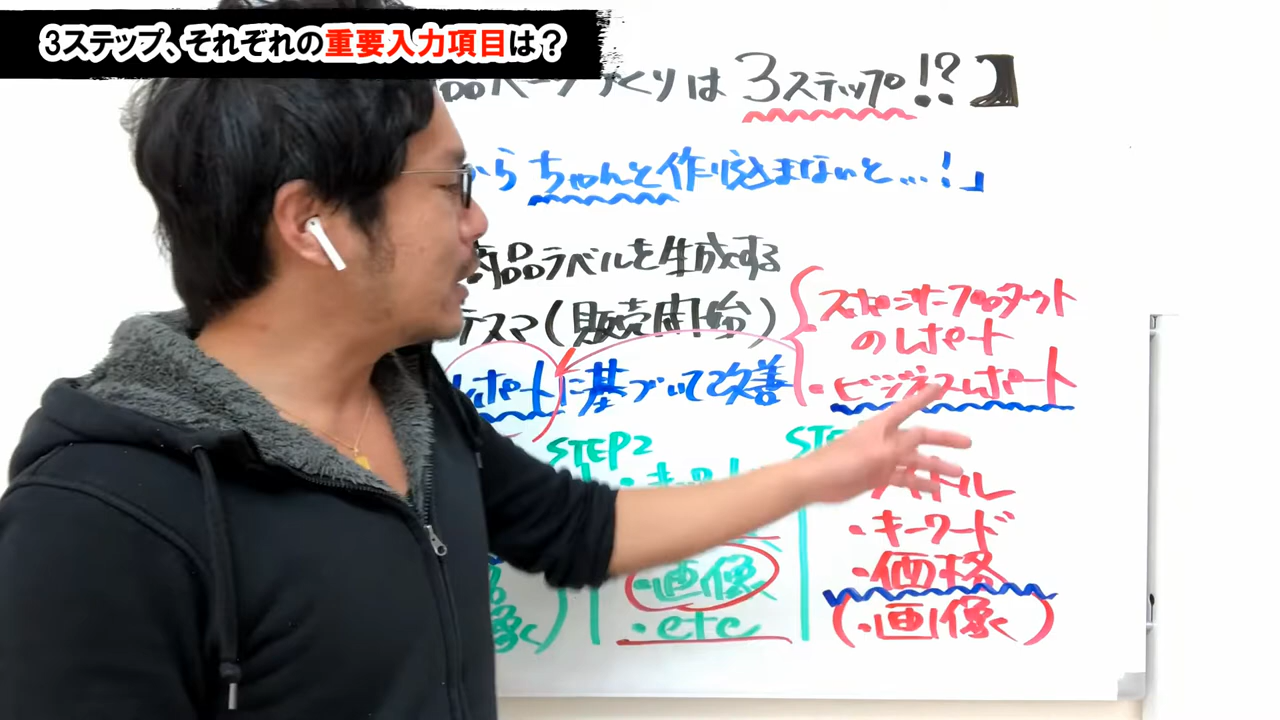 3ステップ、それぞれの重要入力項目は？
品ページづくりは3ステップ!?】
から ちゃんと作り込まないと…!」
商品ラベルを生成する
テスマ(販売開始)
スポンサープロダクト
のレポート
・ビジネスレポート
レポートに基づいて改善
STEP2
STE
・画像
・etc
・キーワード
・価格
(・画像)